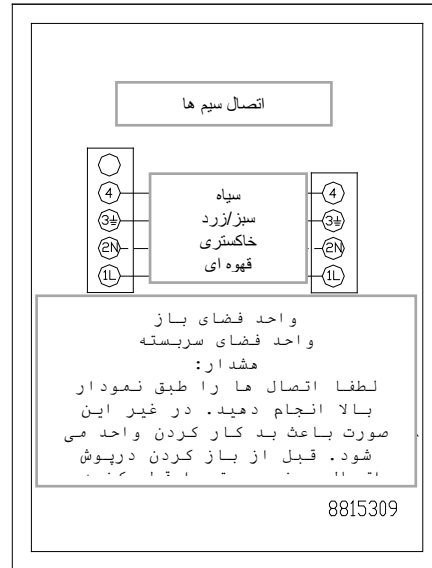 اتصال سیم ها
4 سیاه 4
3 سبز/زرد 3
2N خاکستری 2N
1L قهوه ای 1L
واحد فضای باز
واحد فضای سربسته
هشدار:
لطفا اتصال ها را طبق نمودار
بالا انجام دهید. در غیر این
صورت باعث بد کار کردن واحد می
شود. قبل از باز کردن درپوش
8815309